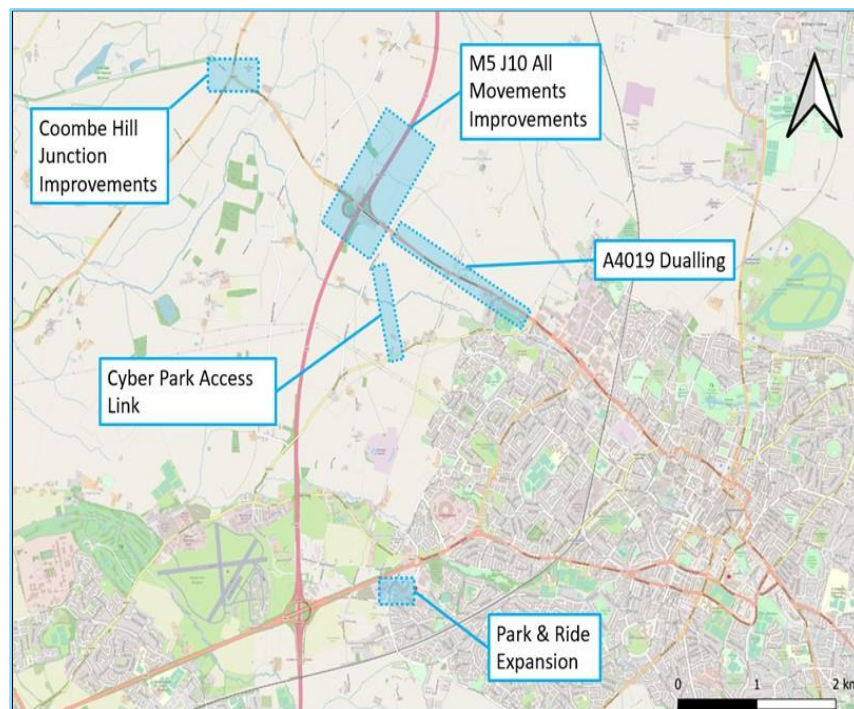 M5 J10 All
Movements
Improvements
Coombe Hill
Junction
Improvements
A4019 Dualling
Cyber Park Access
Link
Park & Ride
Expansion
0 1 2 km